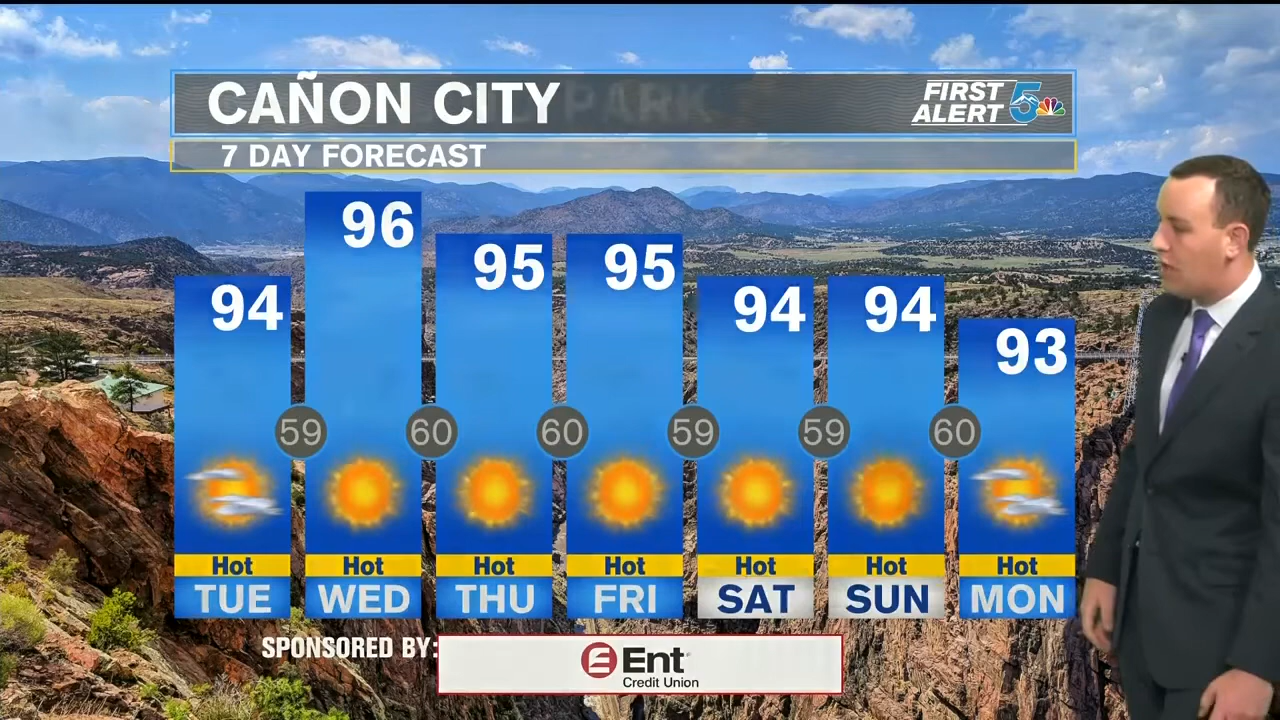 CAÑON CITY PARK
FIRST
ALERT 5
7 DAY FORECAST
94 96 95 95 94 94 93
59 60 60 59 59 60
Hot Hot Hot Hot Hot Hot Hot
TUE WED THU FRI SAT SUN MON
SPONSORED BY:
Ent
Credit Union